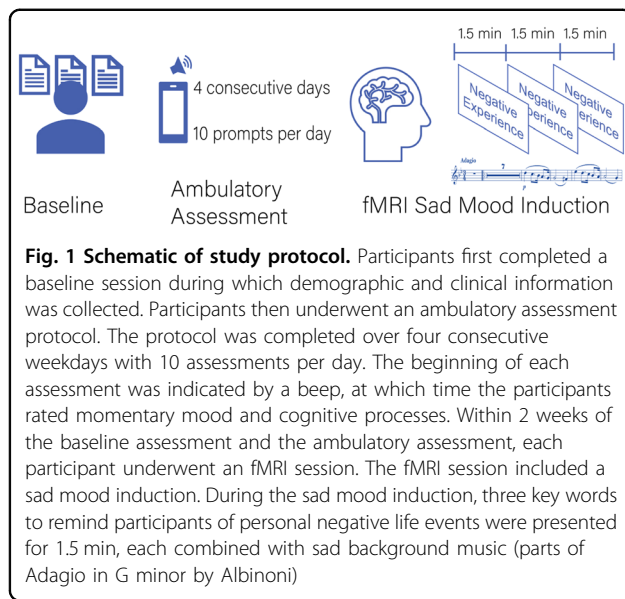 1.5 min 1.5 min 1.5 min
4 consecutive days
10 prompts per day
Negative
Experience
Negative
perience
Negative
erience
Adagio
7
p
Baseline
Ambulatory
Assessment
fMRI Sad Mood Induction
Fig. 1 Schematic of study protocol. Participants first completed a
baseline session during which demographic and clinical information
was collected. Participants then underwent an ambulatory assessment
protocol. The protocol was completed over four consecutive
weekdays with 10 assessments per day. The beginning of each
assessment was indicated by a beep, at which time the participants
rated momentary mood and cognitive processes. Within 2 weeks of
the baseline assessment and the ambulatory assessment, each
participant underwent an fMRI session. The fMRI session included a
sad mood induction. During the sad mood induction, three key words
to remind participants of personal negative life events were presented
for 1.5 min, each combined with sad background music (parts of
Adagio in G minor by Albinoni)